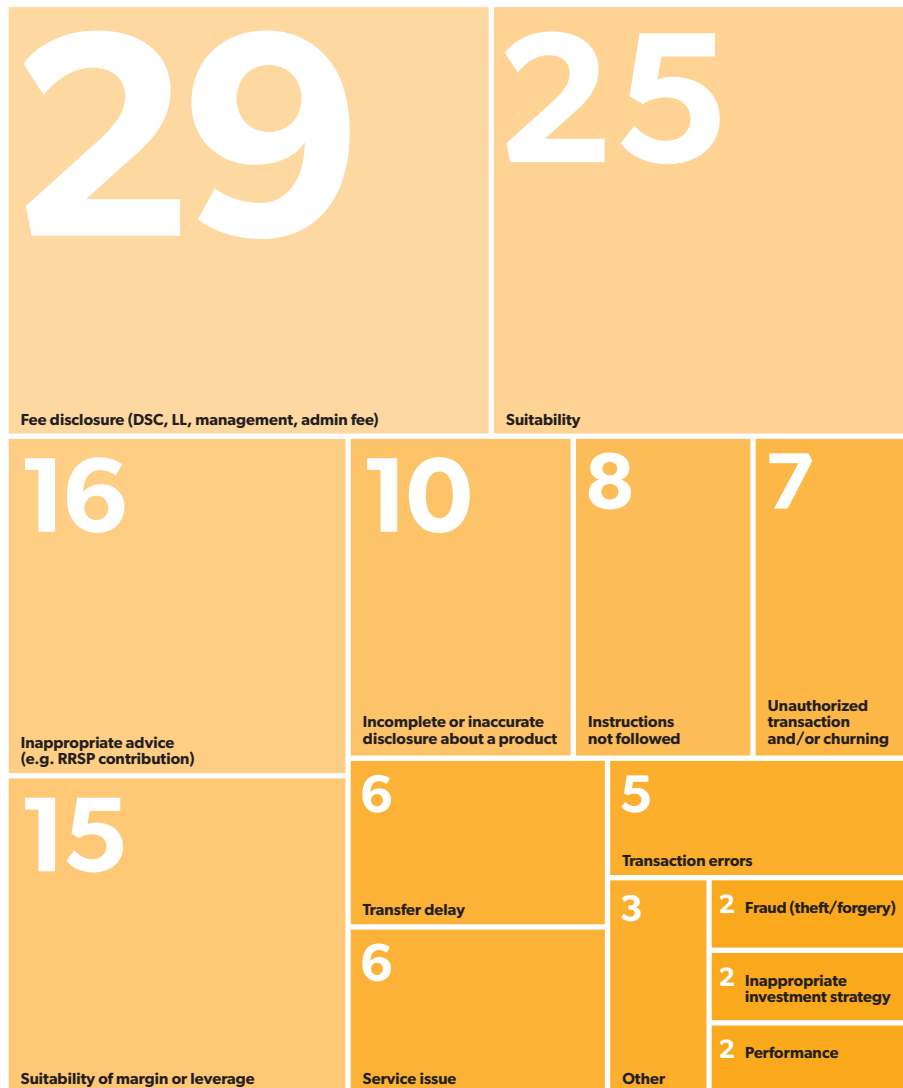 29
Fee disclosure (DSC, LL, management, admin fee)
25
Suitability
16
Inappropriate advice
(e.g. RRSP contribution)
10
Incomplete or inaccurate
disclosure about a product
8
Instructions
not followed
7
Unauthorized
transaction
and/or churning
15
Suitability of margin or leverage
6
Transfer delay
5
Transaction errors
6
Service issue
3
Other
2 Fraud (theft/forgery)
2 Inappropriate
investment strategy
2 Performance